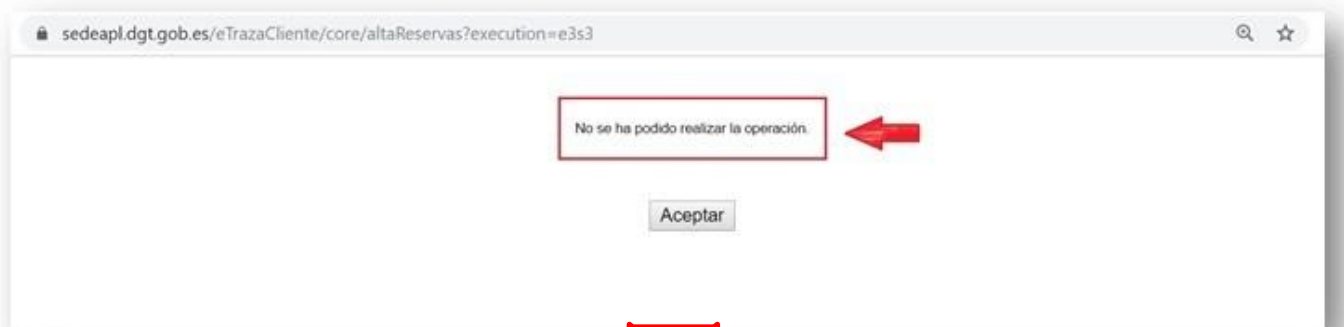 sedeapl.dgt.gob.es/eTrazaCliente/core/altaReservas?execution=e3s3
No se ha podido realizar la operación.
Aceptar